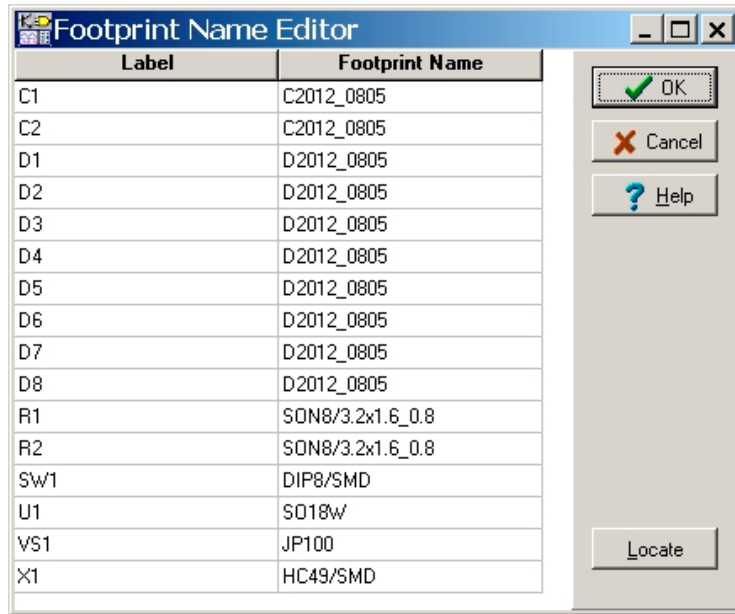 Footprint Name Editor
Label Footprint Name
C1 C2012_0805
C2 C2012_0805
D1 D2012_0805
D2 D2012_0805
D3 D2012_0805
D4 D2012_0805
D5 D2012_0805
D6 D2012_0805
D7 D2012_0805
D8 D2012_0805
R1 SON8/3.2x1.6_0.8
R2 SON8/3.2x1.6_0.8
SW1 DIP8/SMD
U1 SO18W
VS1 JP100
X1 HC49/SMD
OK
Cancel
Help
Locate